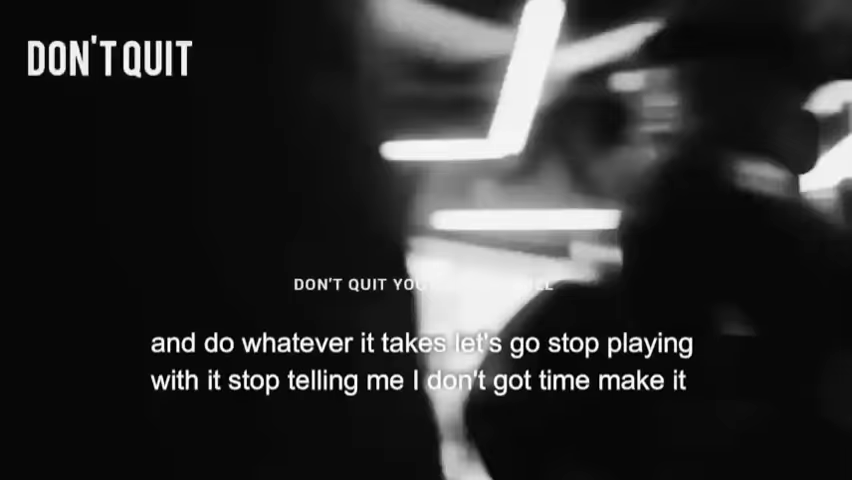 DON'T QUIT
DON'T QUIT
and do whatever it takes let's go stop playing
with it stop telling me I don't got time make it